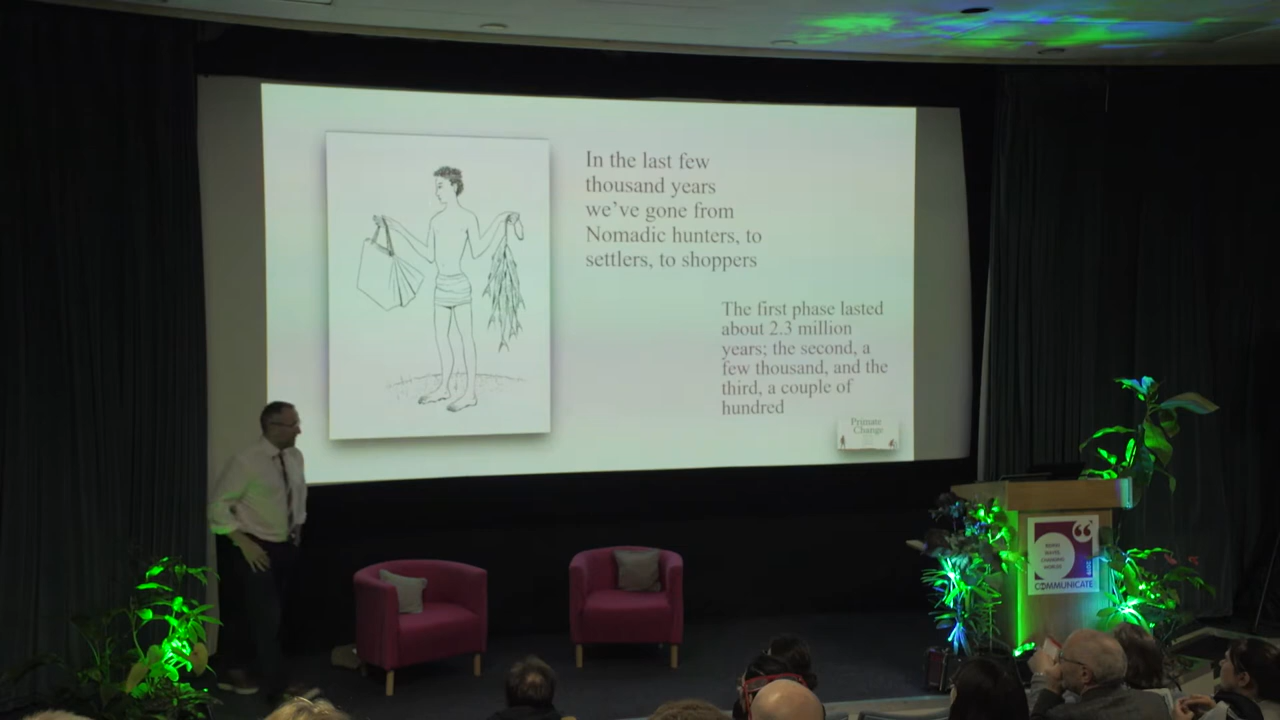 In the last few
thousand years
we've gone from
Nomadic hunters, to
settlers, to shoppers
The first phase lasted
about 2.3 million
years; the second, a
few thousand, and the
third, a couple of
hundred
Primate
Change
COMMUNICATE